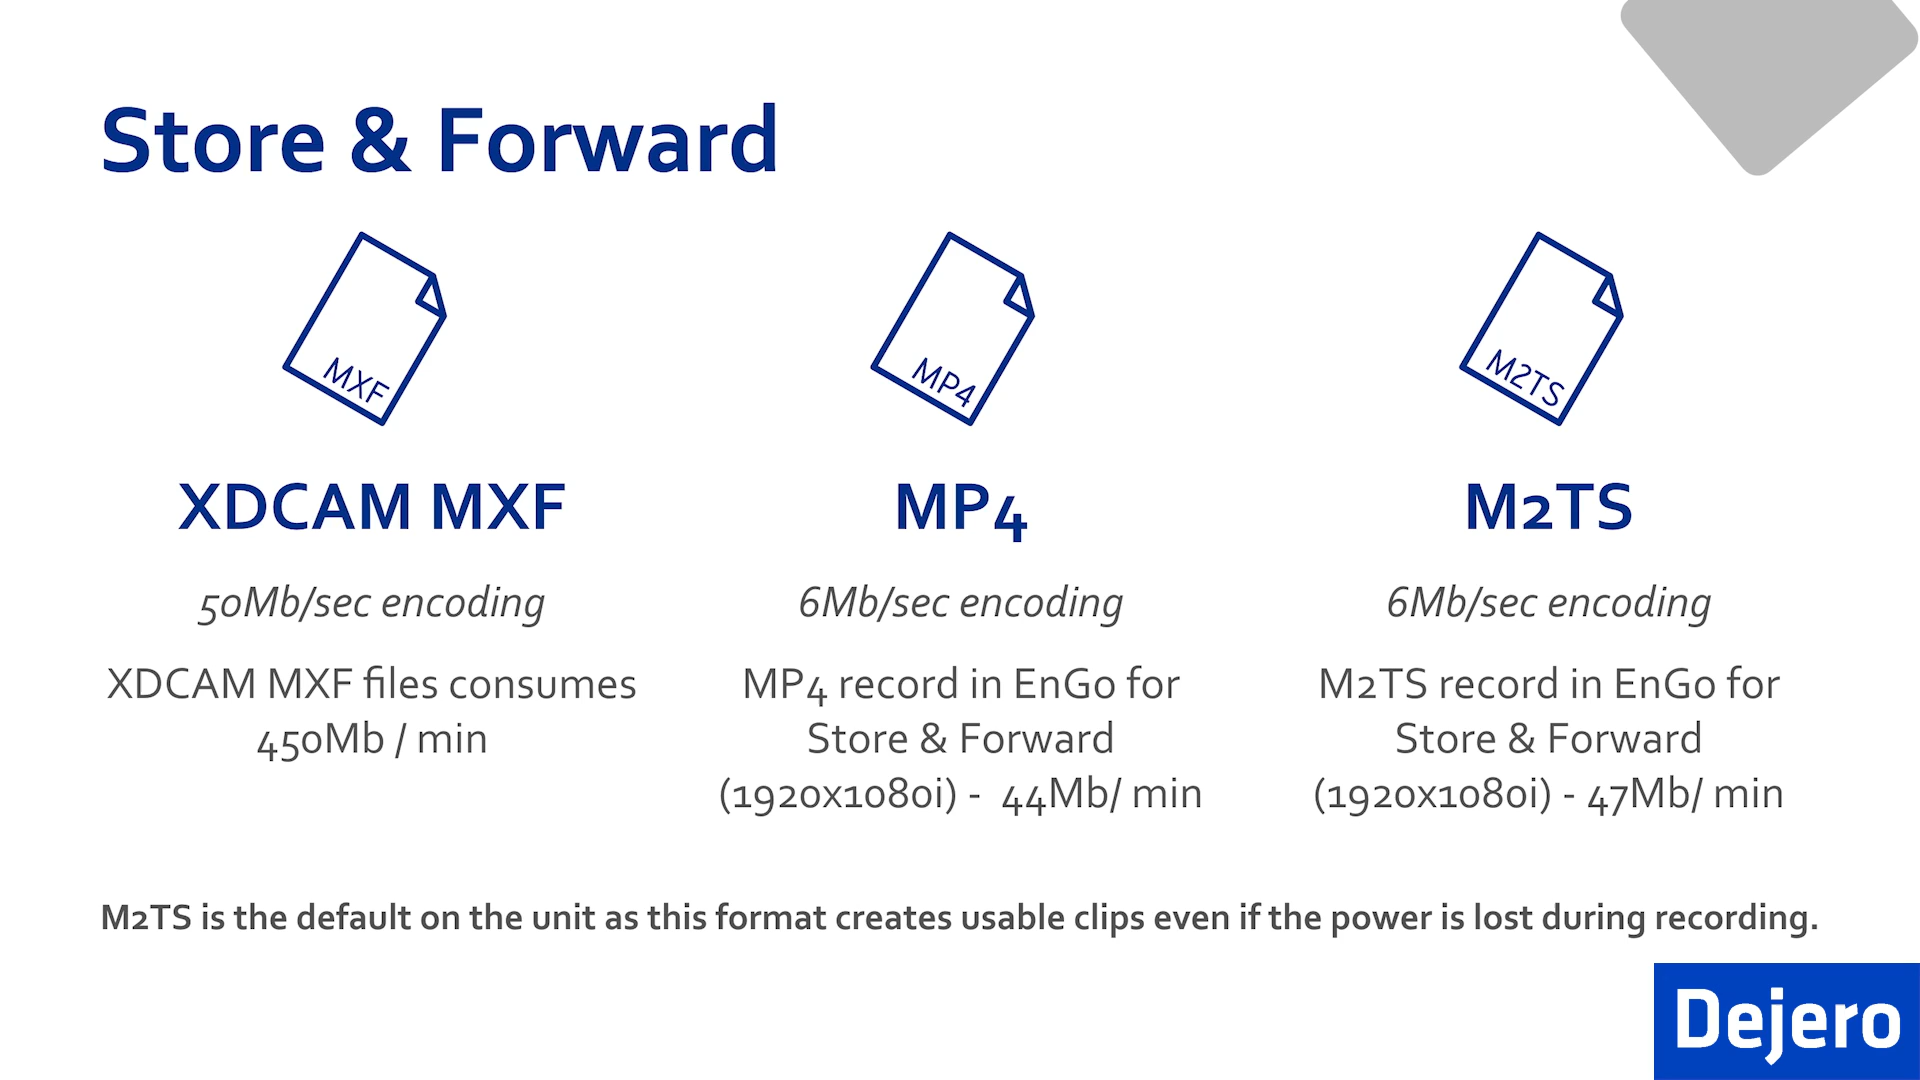 Store & Forward
MXF
MP4
M2TS
XDCAM MXF
MP4
M2TS
50Mb/sec encoding
6Mb/sec encoding
6Mb/sec encoding
XDCAM MXF files consumes
450Mb / min
MP4 record in EnGo for
Store & Forward
(1920x1080i) - 44Mb/ min
M2TS record in EnGo for
Store & Forward
(1920x1080i) - 47Mb/ min
M2TS is the default on the unit as this format creates usable clips even if the power is lost during recording.
Dejero